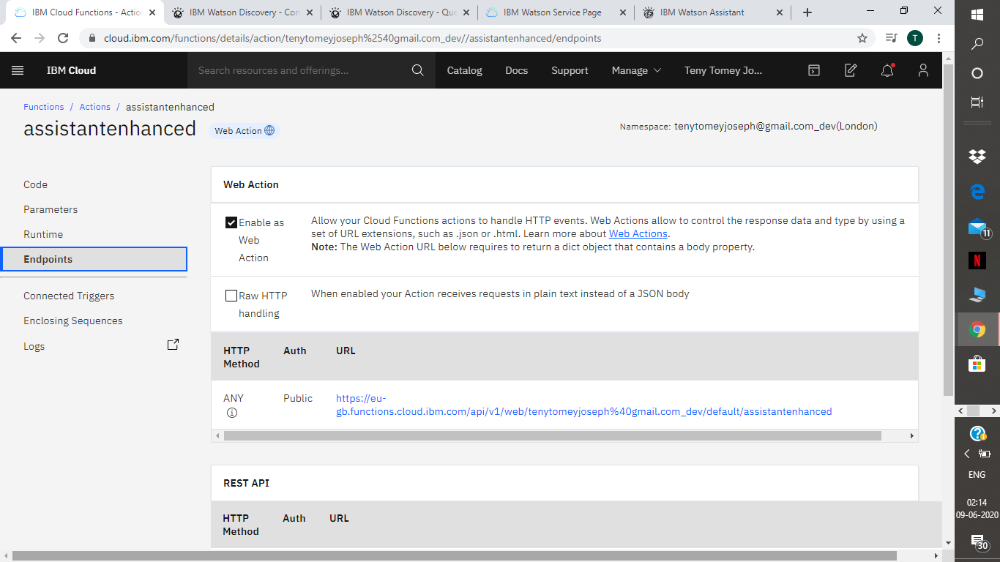 IBM Cloud Functions - Actio
IBM Watson Discovery - Con
IBM Watson Discovery - Que
IBM Watson Service Page
IBM Watson Assistant
cloud.ibm.com/functions/details/action/tenytomeyjoseph%2540gmail.com_dev//assistantenhanced/endpoints
T
IBM Cloud
Search resources and offerings...
Catalog
Docs
Support
Manage
Teny Tomey Jo...
Functions / Actions / assistantenhanced
assistantenhanced
Web Action
Namespace: tenytomeyjoseph@gmail.com_dev(London)
Code
Parameters
Runtime
Endpoints
Connected Triggers
Enclosing Sequences
Logs
Web Action
Enable as
Web
Action
Allow your Cloud Functions actions to handle HTTP events. Web Actions allow to control the response data and type by using a
set of URL extensions, such as .json or .html. Learn more about Web Actions.
Note: The Web Action URL below requires to return a dict object that contains a body property.
Raw HTTP
handling
When enabled your Action receives requests in plain text instead of a JSON body
HTTP
Method
Auth
URL
ANY
Public
https://eu-
gb.functions.cloud.ibm.com/api/v1/web/tenytomeyjoseph%40gmail.com_dev/default/assistantenhanced
REST API
HTTP
Method
Auth
URL
11
N
ENG
02:14
09-06-2020
30